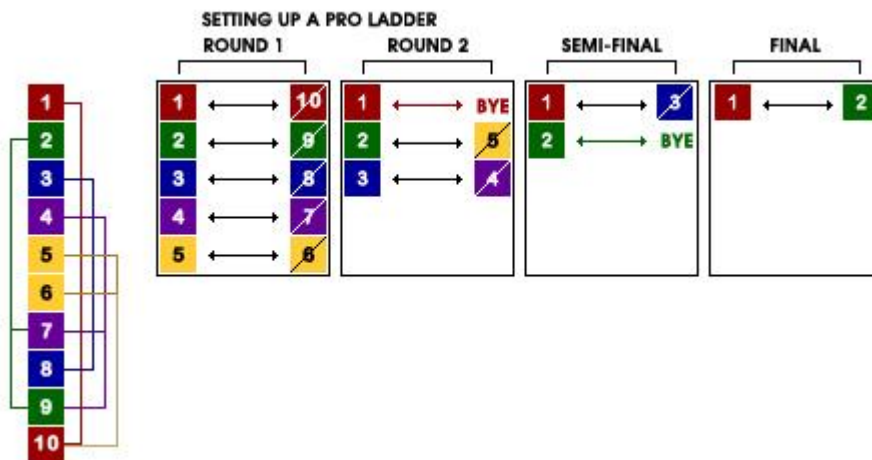 SETTING UP A PRO LADDER
ROUND 1 ROUND 2 SEMI-FINAL FINAL
1 1 10 1 BYE 1 3 1 2
2 2 9 2 5 2 BYE
3 3 8 3 4
4 4 7
5 5 6
6
7
8
9
10